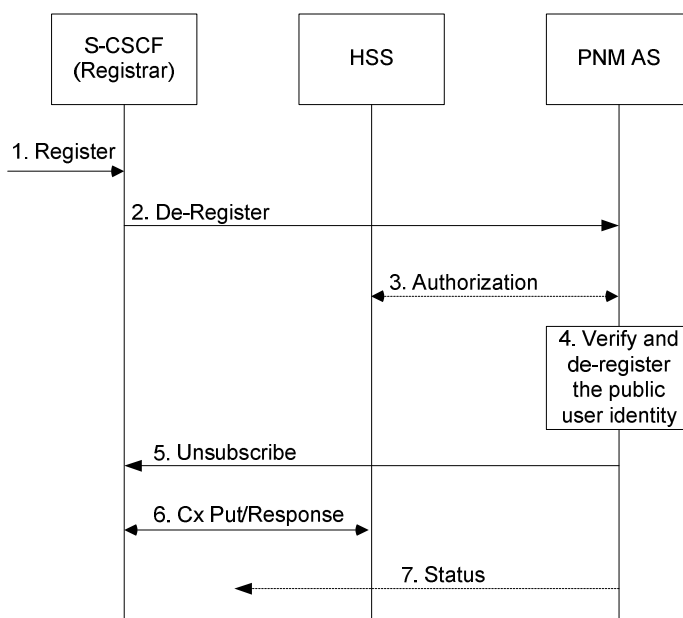 S-CSCF
(Registrar)
HSS
PNM AS
1. Register
2. De-Register
3. Authorization
4. Verify and
de-register
the public
user identity
5. Unsubscribe
6. Cx Put/Response
7. Status